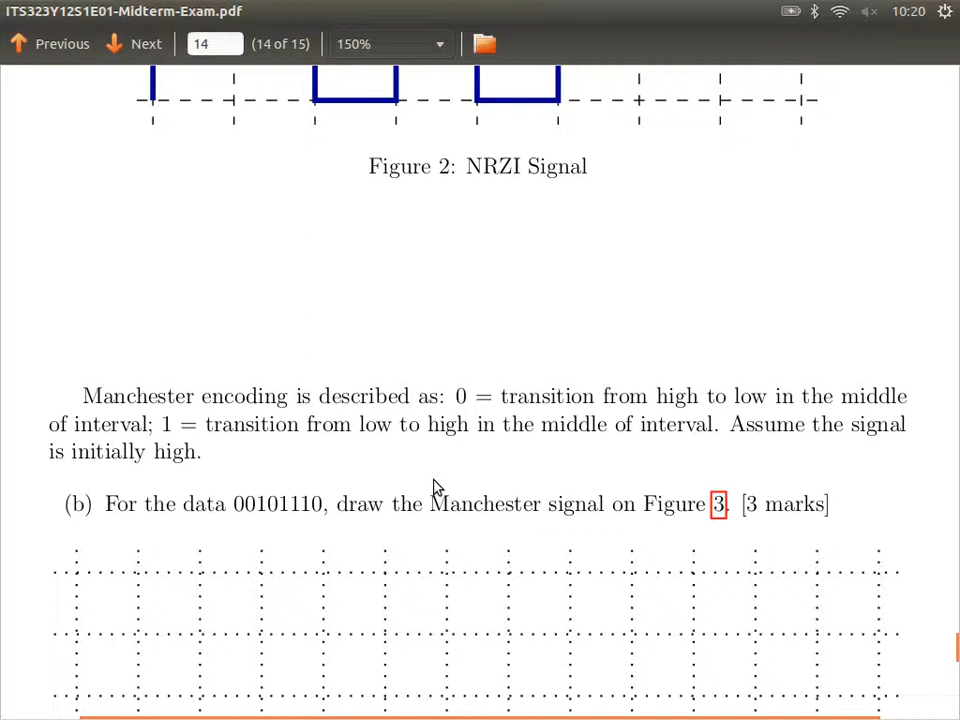 ITS323Y12S1E01-Midterm-Exam.pdf 10:20
Previous Next 14 (14 of 15) 150%
Figure 2: NRZI Signal
Manchester encoding is described as: 0 = transition from high to low in the middle
of interval; 1 = transition from low to high in the middle of interval. Assume the signal
is initially high.
(b) For the data 00101110, draw the Manchester signal on Figure 3. [3 marks]